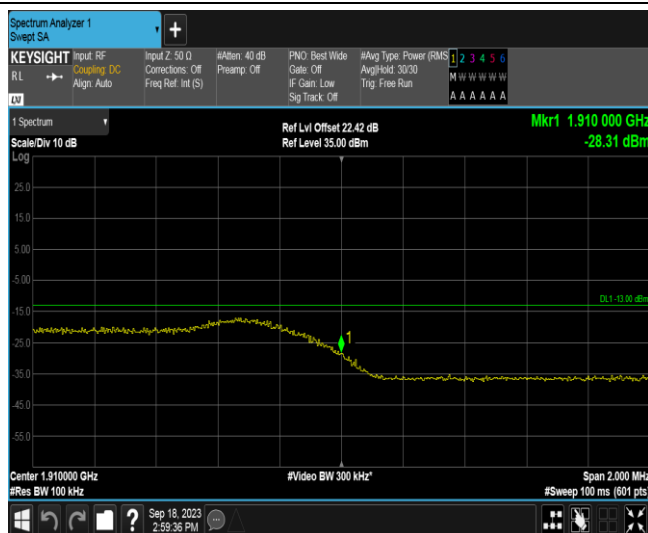 Spectrum Analyzer 1
Swept SA
+
KEYSIGHT
RL
LXI
Input: RF
Coupling: DC
Align: Auto
Input Z: 50 Ω
Corrections: Off
Freq Ref: Int (S)
#Atten: 40 dB
Preamp: Off
PNO: Best Wide
Gate: Off
IF Gain: Low
Sig Track: Off
#Avg Type: Power (RMS
Avg|Hold: 30/30
Trig: Free Run
1 2 3 4 5 6
M W W W W W
A A A A A A
1 Spectrum
Scale/Div 10 dB
Log
Ref Lvl Offset 22.42 dB
Ref Level 35.00 dBm
Mkr1 1.910 000 GHz
-28.31 dBm
25.0
15.0
5.00
-5.00
DL1 -13.00 dBm
-15.0
1
-25.0
-35.0
-45.0
-55.0
Center 1.910000 GHz
#Video BW 300 kHz*
Span 2.000 MHz
#Res BW 100 kHz
#Sweep 100 ms (601 pts)
?
Sep 18, 2023
2:59:36 PM